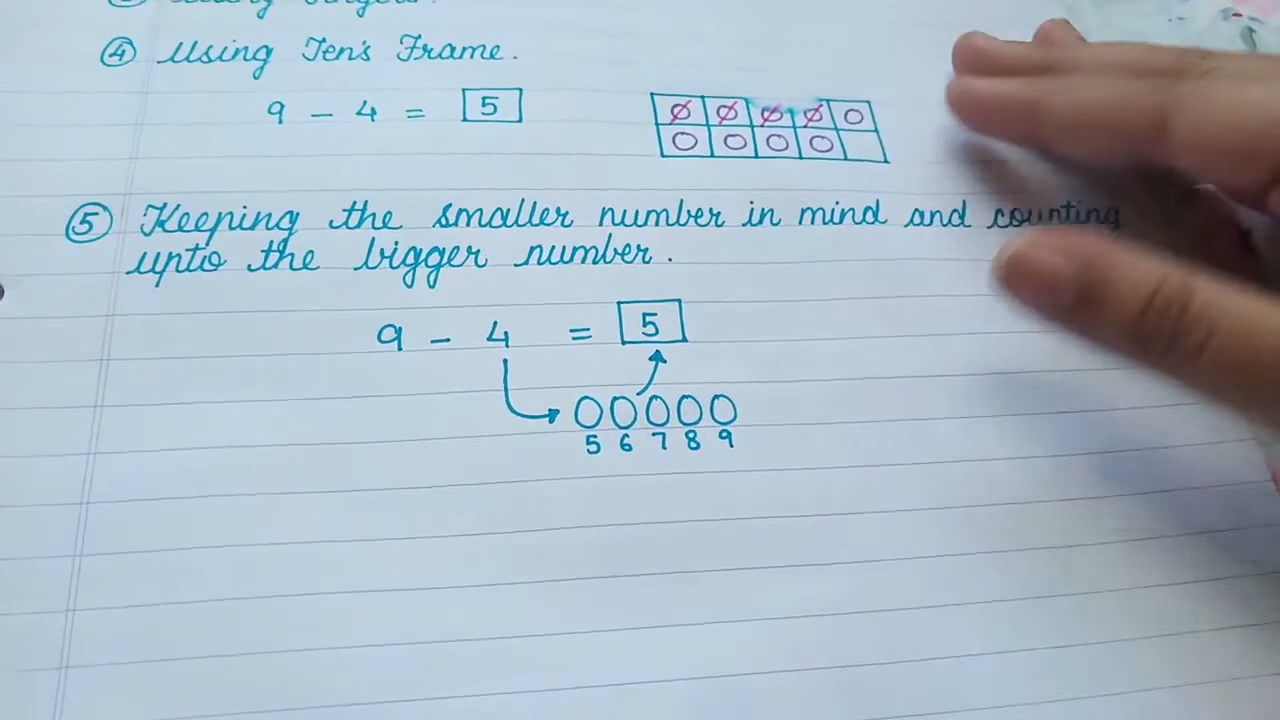 ④ Using Ten's Frame.
9 - 4 = 5
⑤ Keeping the smaller number in mind and counting
upto the bigger number.
9 - 4 = 5
5 6 7 8 9